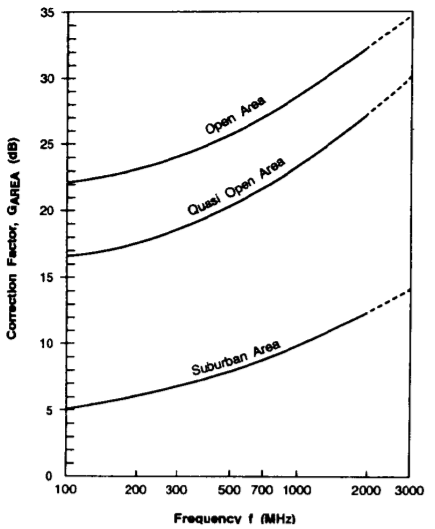 35
30
25
20
15
10
5
0
Correction Factor, GAREA (dB)
Open Area
Quasi Open Area
Suburban Area
100 200 300 500 700 1000 2000 3000
Frequency f (MHz)